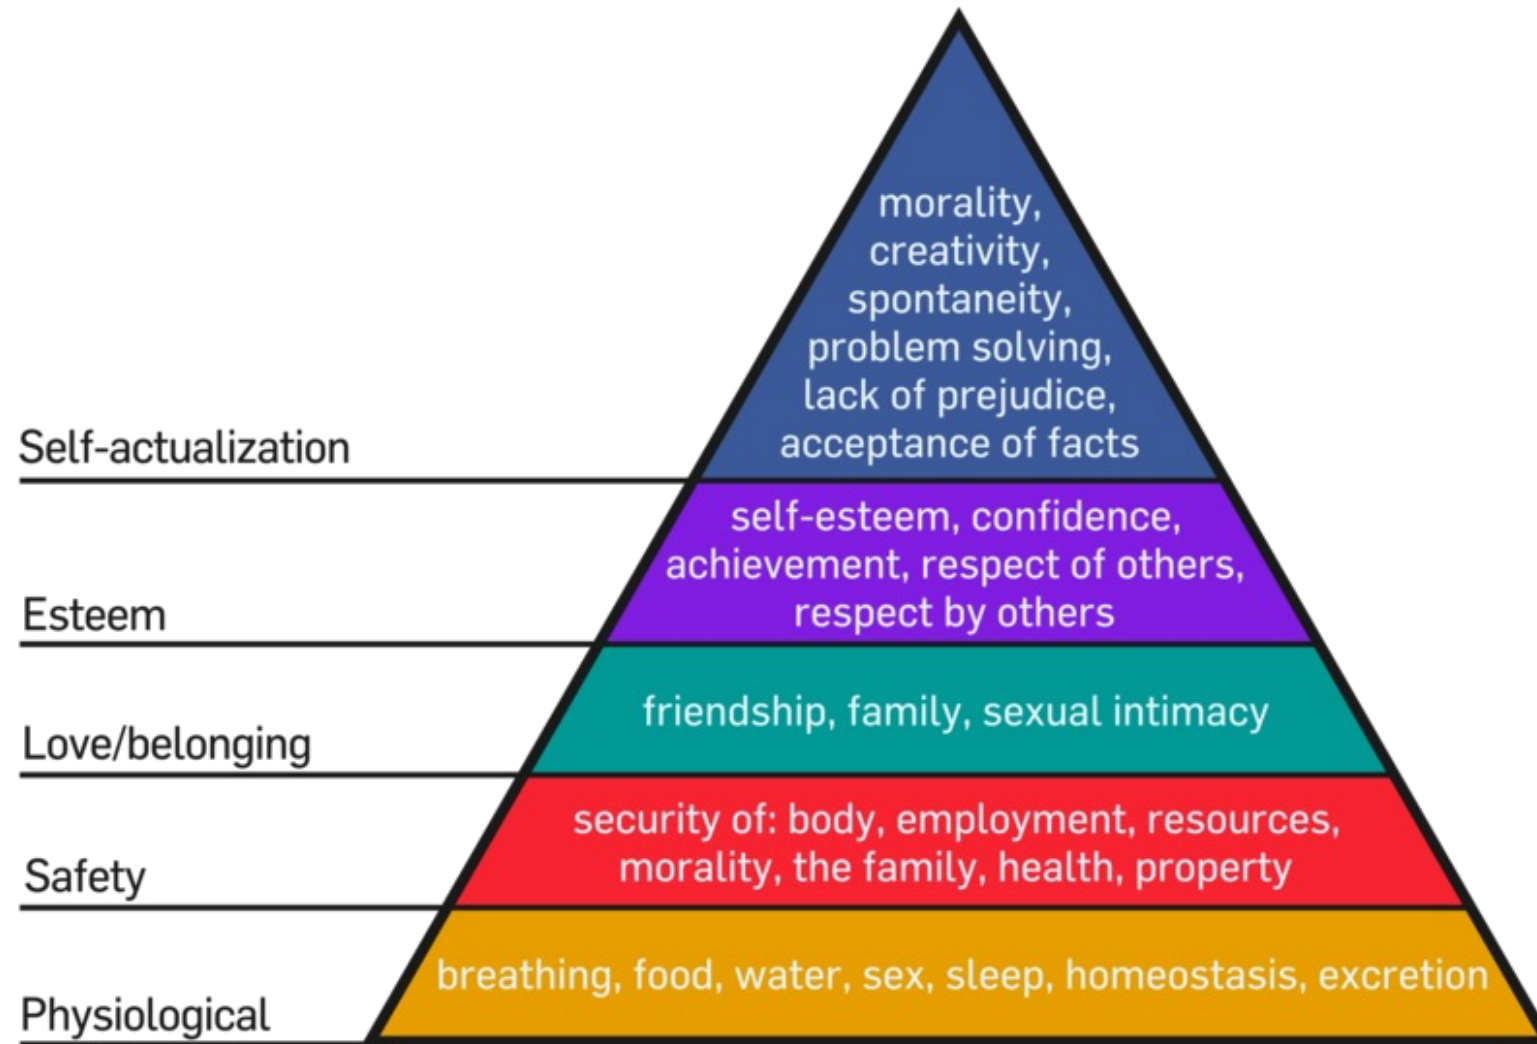 morality,
creativity,
spontaneity,
problem solving,
lack of prejudice,
acceptance of facts
Self-actualization
self-esteem, confidence,
achievement, respect of others,
respect by others
Esteem
friendship, family, sexual intimacy
Love/belonging
security of: body, employment, resources,
morality, the family, health, property
Safety
breathing, food, water, sex, sleep, homeostasis, excretion
Physiological